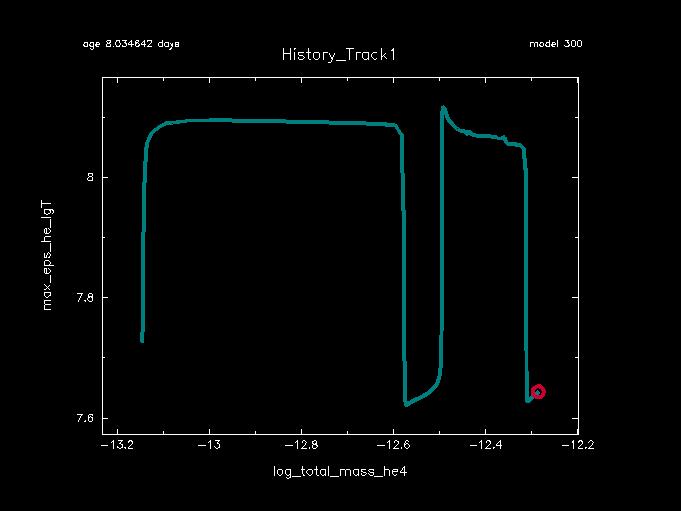 age 8.034642 days
model 300
History_Track1
max_eps_he_lgT
8
7.8
7.6
−13.2
−13
−12.8
−12.6
−12.4
−12.2
log_total_mass_he4